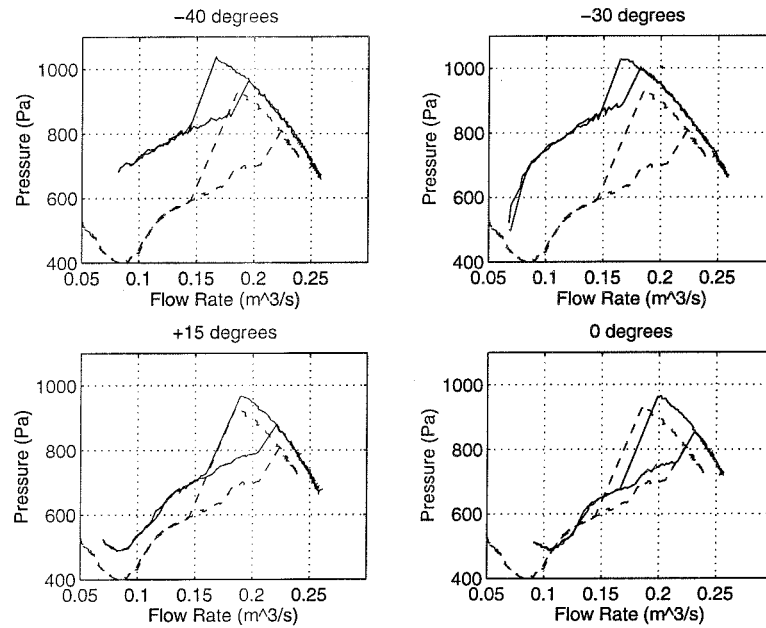 −40 degrees
−30 degrees
1000
800
600
400
Pressure (Pa)
0.05 0.1 0.15 0.2 0.25
Flow Rate (m^3/s)
1000
800
600
400
Pressure (Pa)
0.05 0.1 0.15 0.2 0.25
Flow Rate (m^3/s)
+15 degrees
0 degrees
1000
800
600
400
Pressure (Pa)
0.05 0.1 0.15 0.2 0.25
Flow Rate (m^3/s)
1000
800
600
400
Pressure (Pa)
0.05 0.1 0.15 0.2 0.25
Flow Rate (m^3/s)